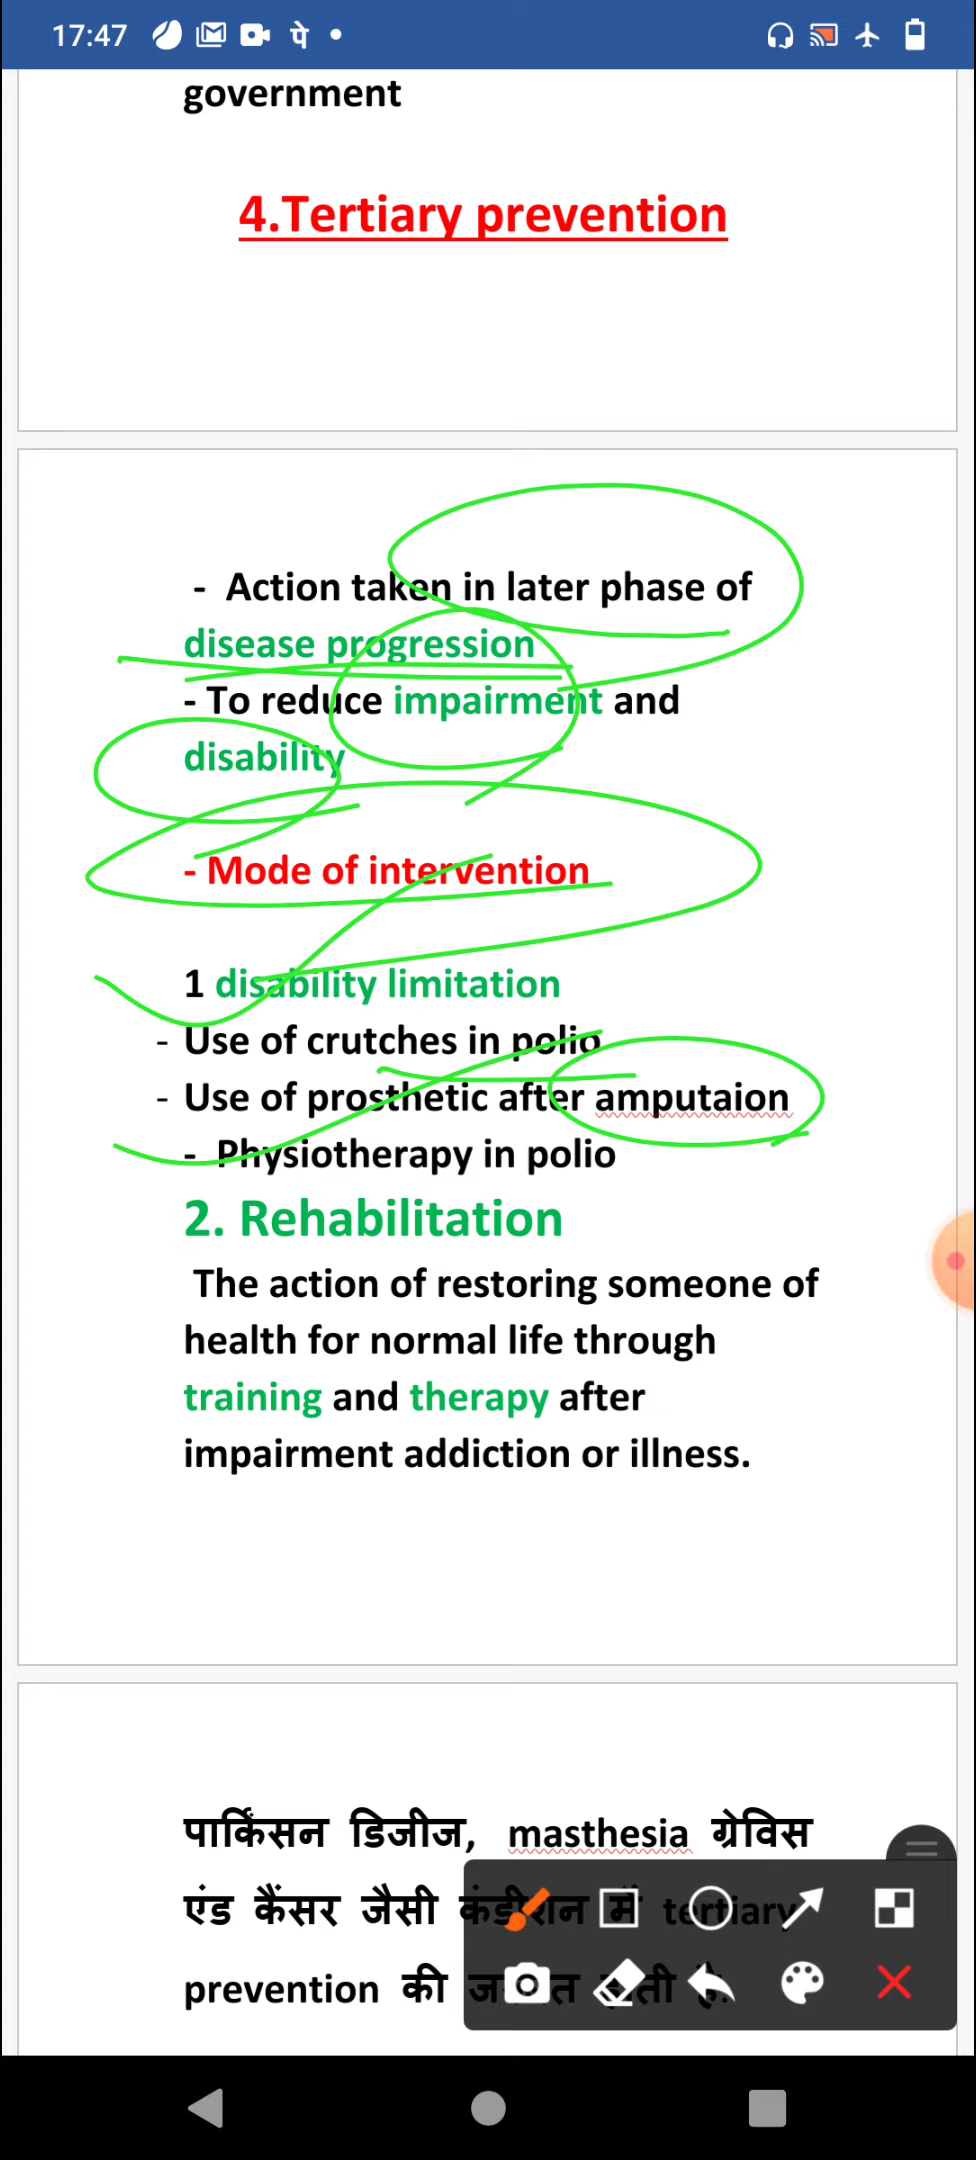 17:47 पे
government
4.Tertiary prevention
- Action taken in later phase of
disease progression
- To reduce impairment and
disability
- Mode of intervention
1 disability limitation
- Use of crutches in polio
- Use of prosthetic after amputaion
- Physiotherapy in polio
2. Rehabilitation
The action of restoring someone of
health for normal life through
training and therapy after
impairment addiction or illness.
पार्किंसन डिजीज, masthesia ग्रेविस
एंड कैंसर जैसी कंडीशन में tertiary
prevention की होती है.